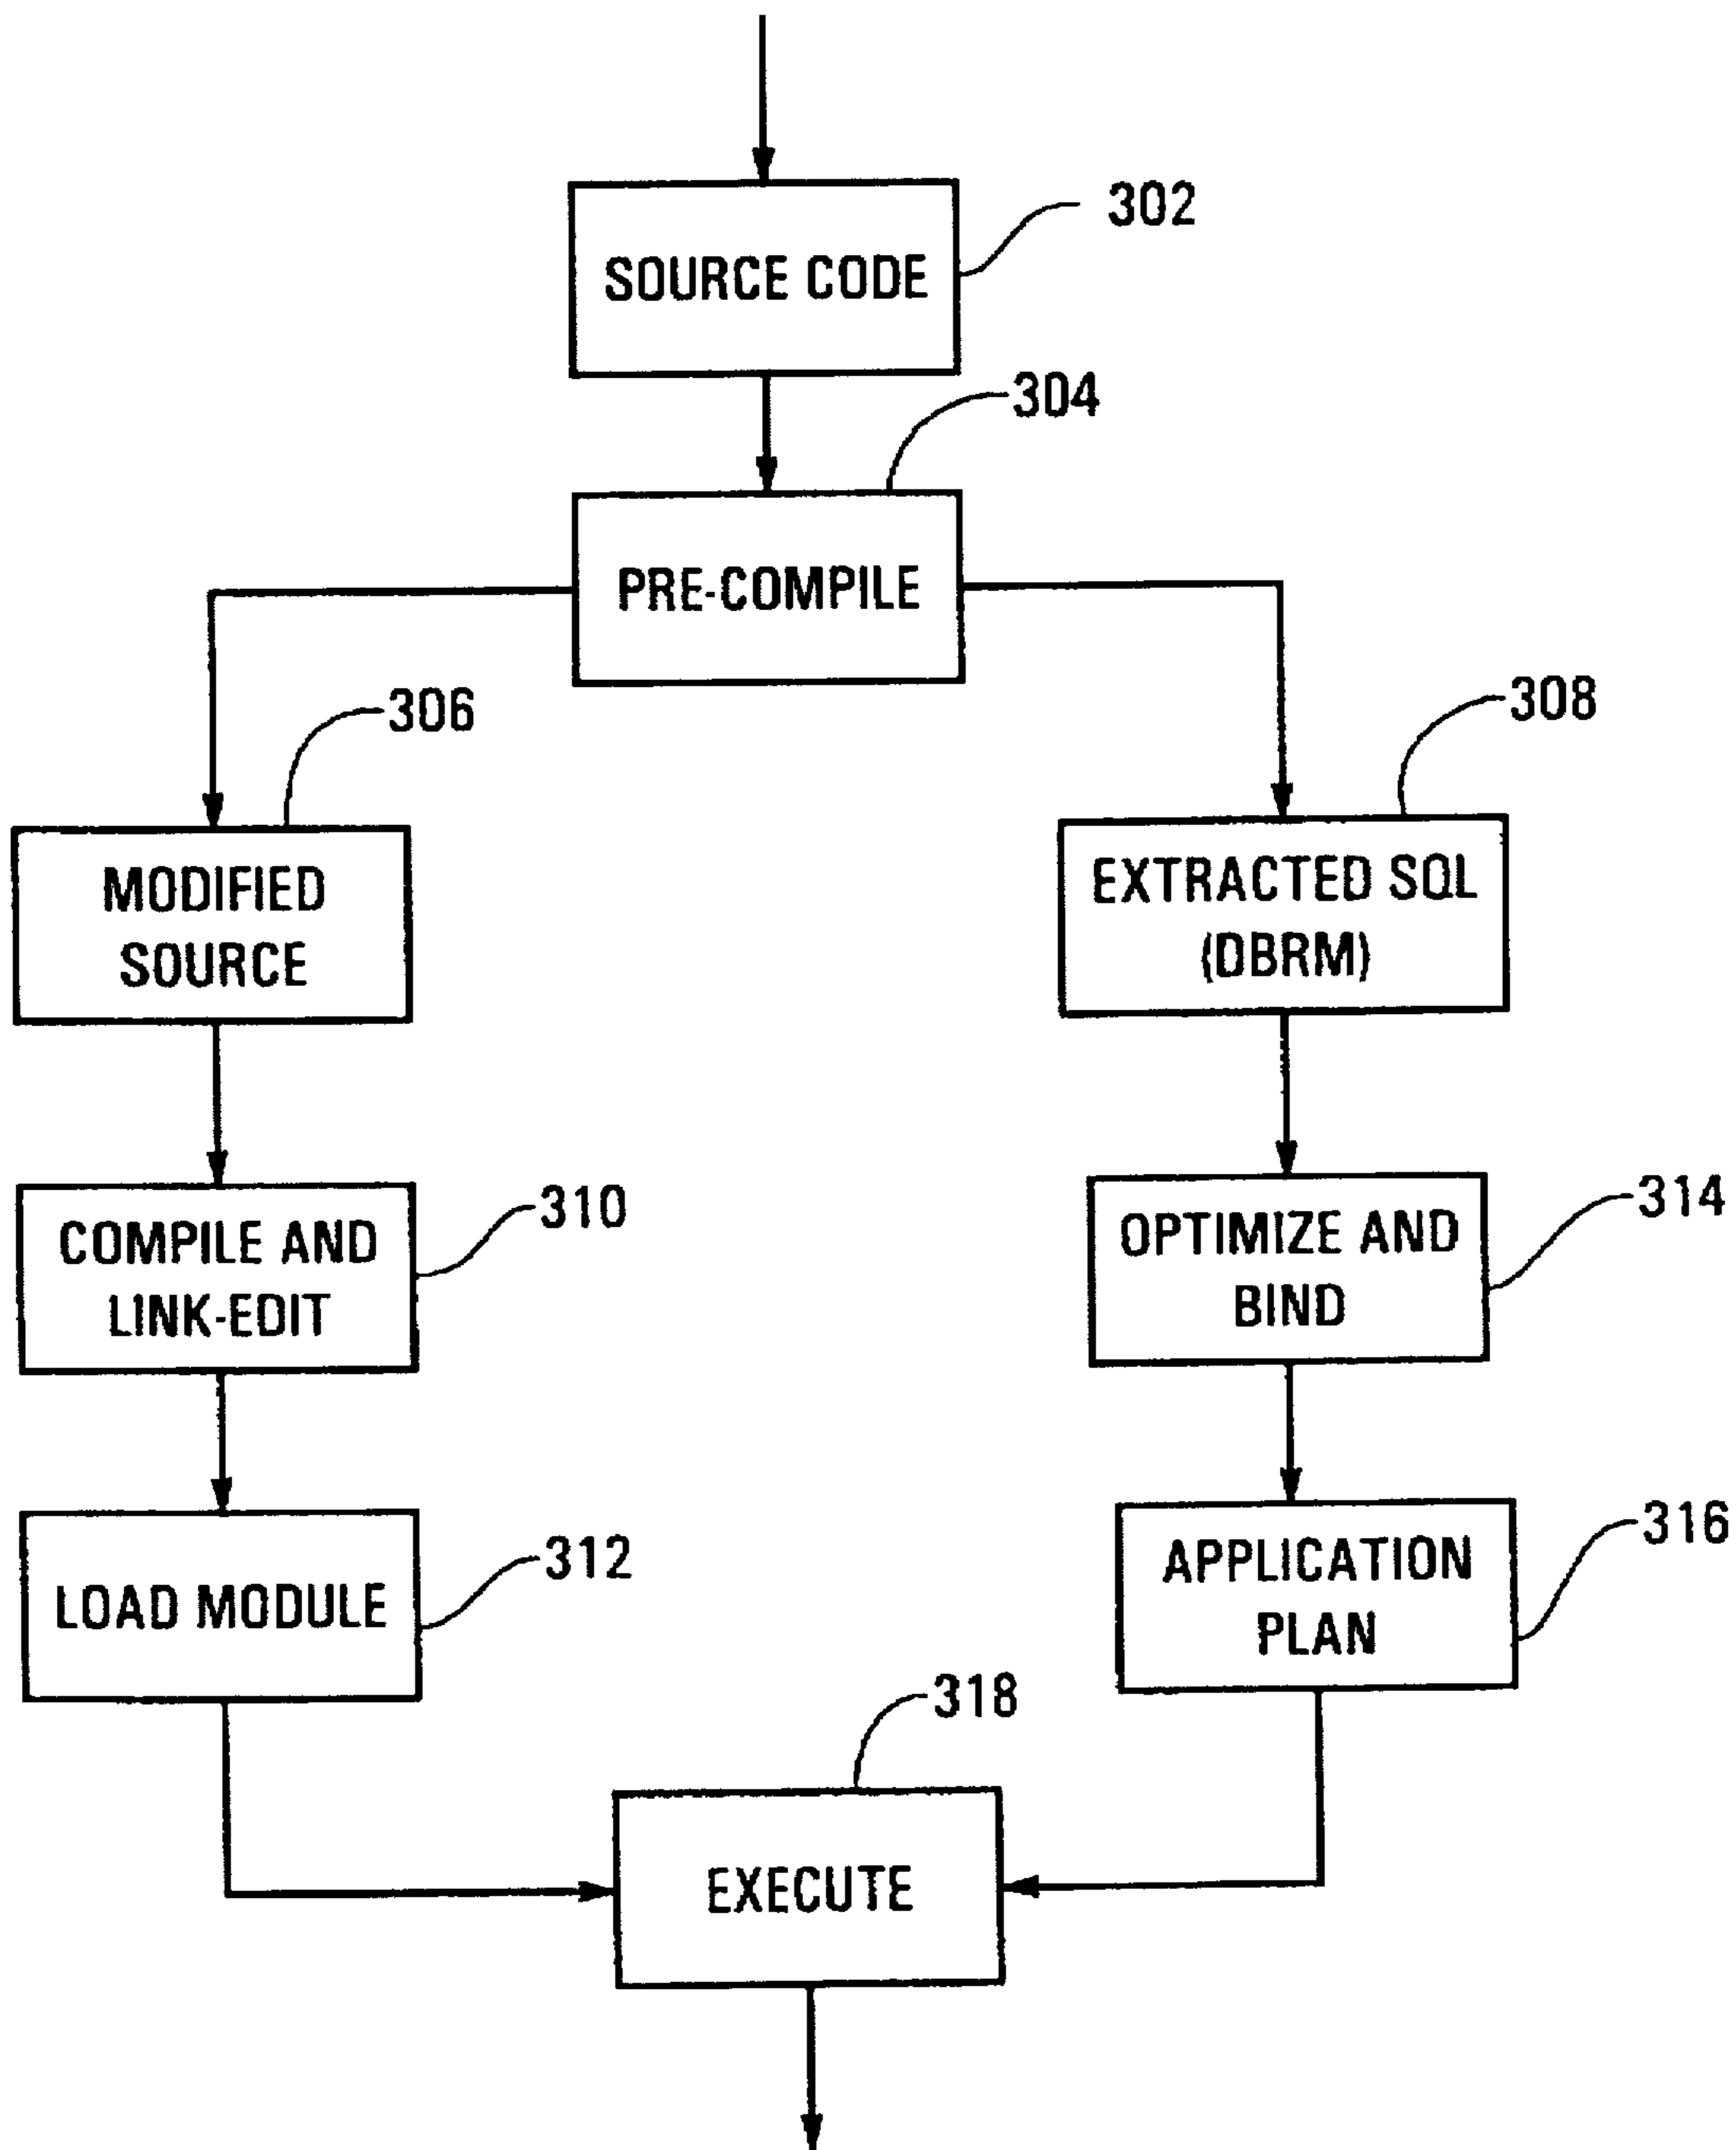 302
SOURCE CODE
304
PRE-COMPILE
306
308
MODIFIED
SOURCE
EXTRACTED SQL
(DBRM)
310
COMPILE AND
LINK-EDIT
314
OPTIMIZE AND
BIND
312
LOAD MODULE
316
APPLICATION
PLAN
318
EXECUTE